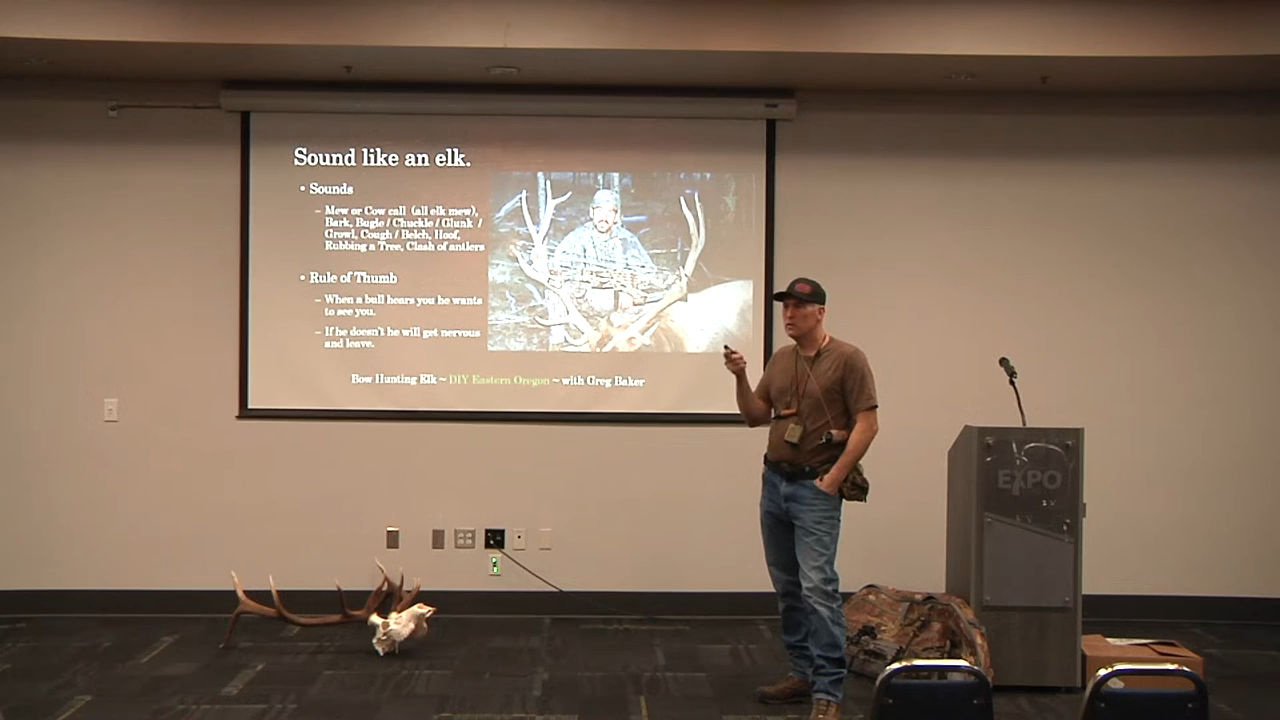 Sound like an elk.
• Sounds
– Mew or Cow call (all elk mew),
Bark, Bugle / Chuckle / Glunk /
Growl, Cough / Belch, Hoof,
Rubbing a Tree, Clash of antlers
• Rule of Thumb
– When a bull hears you he wants
to see you.
– If he doesn't he will get nervous
and leave.
Bow Hunting Elk ~ DIY Eastern Oregon ~ with Greg Baker
EXPO